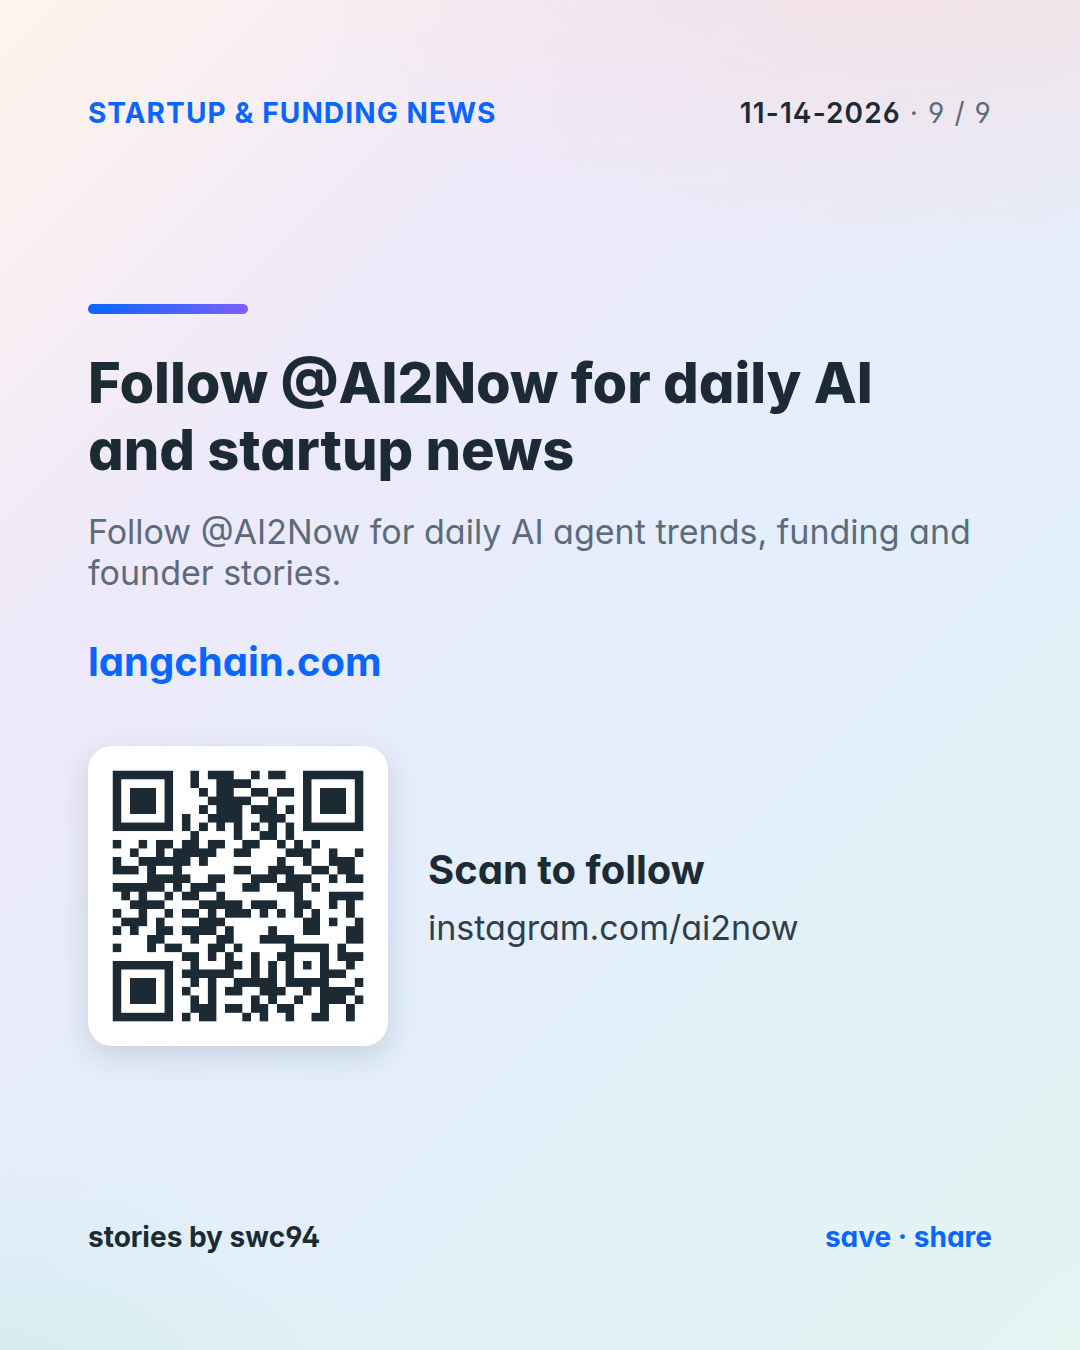 STARTUP & FUNDING NEWS
11-14-2026 · 9 / 9
Follow @AI2Now for daily AI
and startup news
Follow @AI2Now for daily AI agent trends, funding and
founder stories.
langchain.com
Scan to follow
instagram.com/ai2now
stories by swc94
save · share